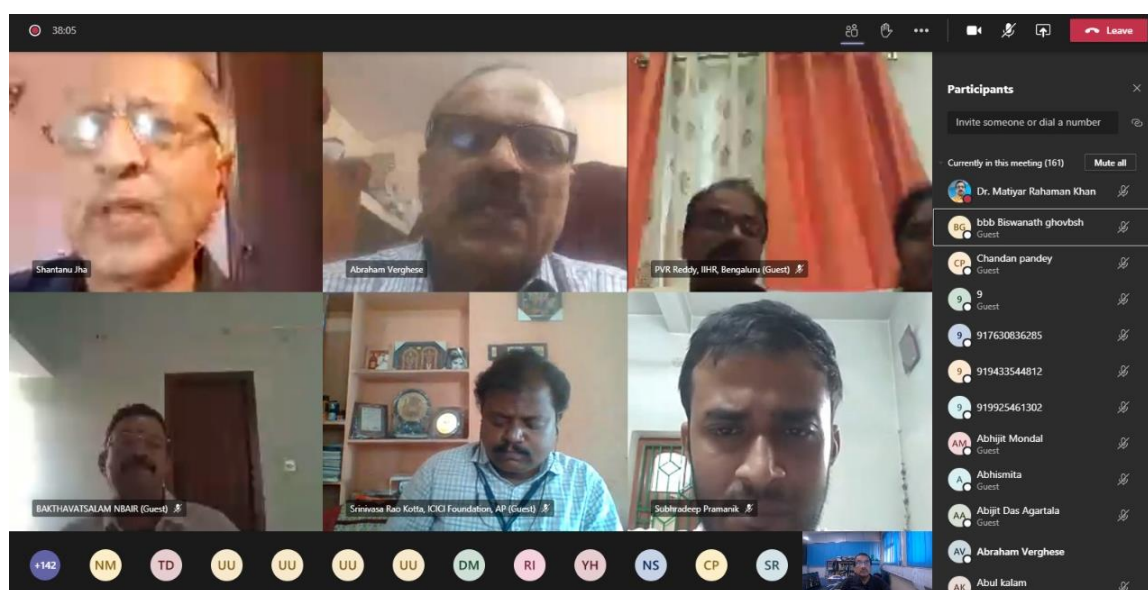 38:05
Leave
Shantanu Jha
Abraham Verghese
PVR Reddy, IIHR, Bengaluru (Guest)
BAKTHAVATSALAM NBAIR (Guest)
Srinivasa Rao Kotta, ICICI Foundation, AP (Guest)
Subhradeep Pramanik
+142
NM
TD
UU
UU
UU
UU
DM
RI
YH
NS
CP
SR
Participants
Invite someone or dial a number
Currently in this meeting (161)
Mute all
Dr. Matiyar Rahaman Khan
BG
bbb Biswanath ghovbsh
Guest
CP
Chandan pandey
Guest
9
9
Guest
9
917630836285
9
919433544812
9
919925461302
AM
Abhijit Mondal
Guest
A
Abhismita
Guest
AA
Abijit Das Agartala
Guest
AV
Abraham Verghese
AK
Abul kalam